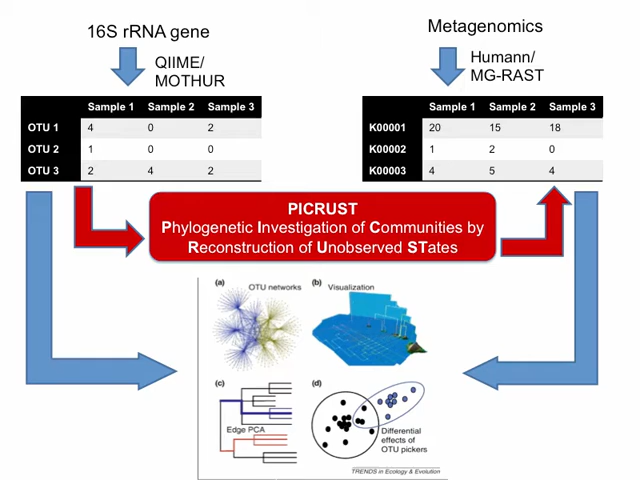 16S rRNA gene
QIIME/
MOTHUR
Sample 1 Sample 2 Sample 3
OTU 1 4 0 2
OTU 2 1 0 0
OTU 3 2 4 2
Metagenomics
Humann/
MG-RAST
Sample 1 Sample 2 Sample 3
K00001 20 15 18
K00002 1 2 0
K00003 4 5 4
PICRUST
Phylogenetic Investigation of Communities by
Reconstruction of Unobserved STates
(a) OTU networks
(b) Visualization
(c)
Edge PCA
(d)
Differential
effects of
OTU pickers
TRENDS in Ecology & Evolution